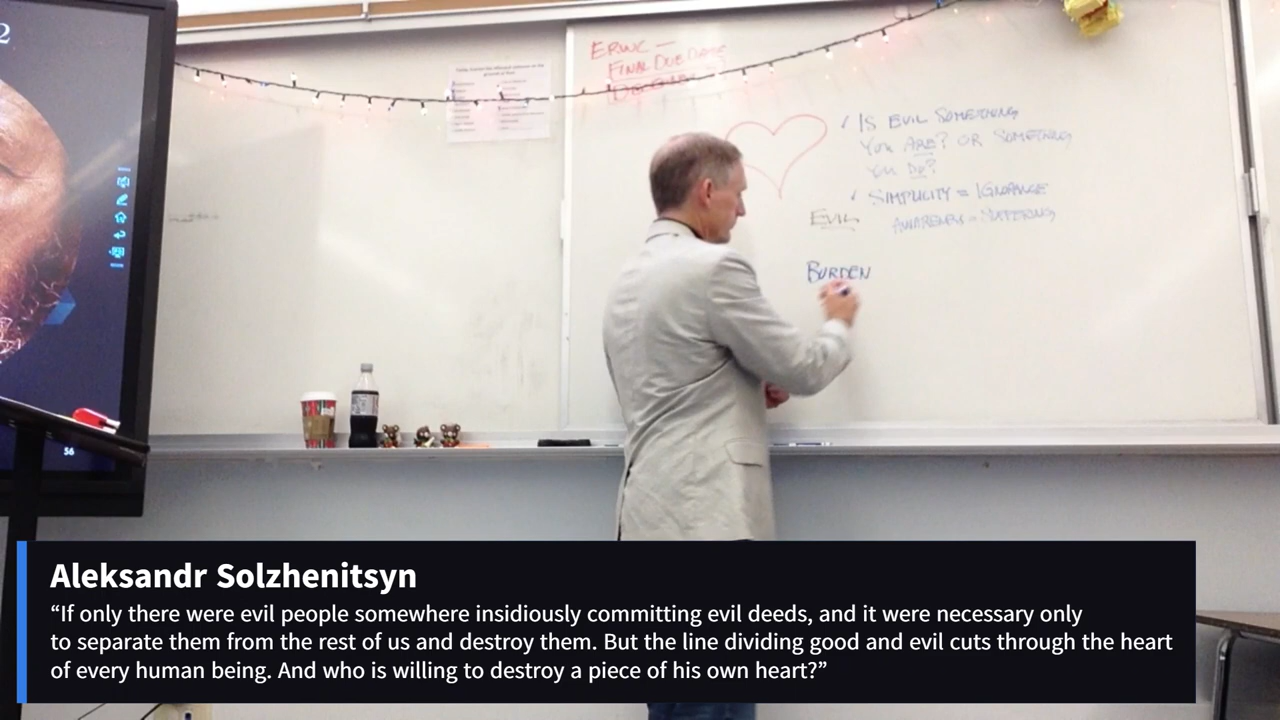 2
56
ERWC —
FINAL DUE DATE
IS EVIL SOMETHING
YOU ARE? OR SOMETHING
YOU DO?
SIMPLICITY = IGNORANCE
EVIL
AWARENESS = SUFFERING
BURDEN
Aleksandr Solzhenitsyn
“If only there were evil people somewhere insidiously committing evil deeds, and it were necessary only
to separate them from the rest of us and destroy them. But the line dividing good and evil cuts through the heart
of every human being. And who is willing to destroy a piece of his own heart?”